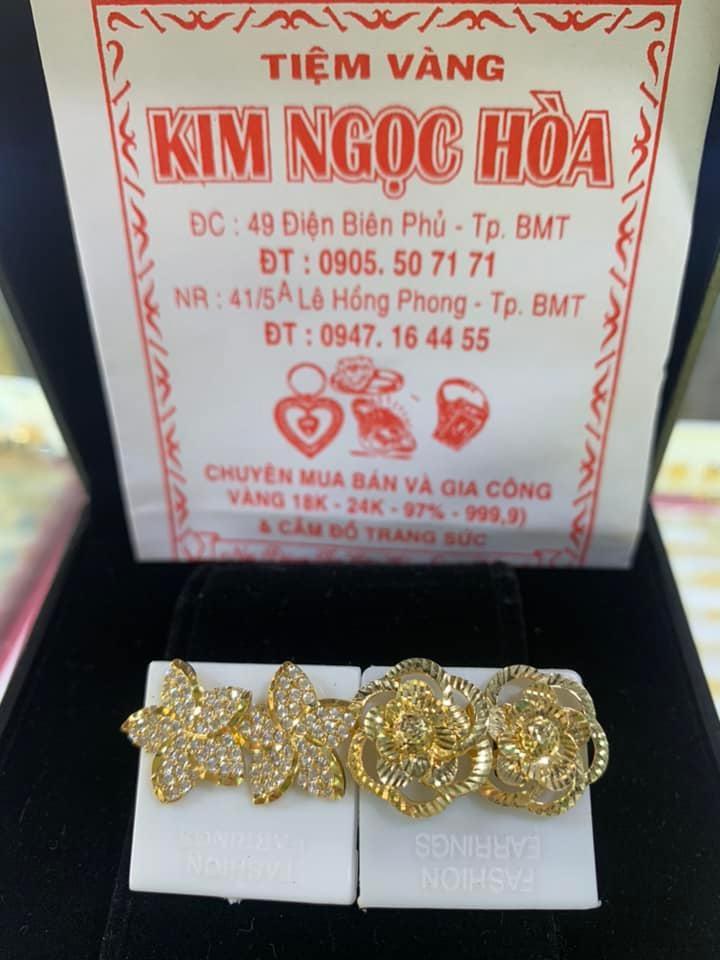 TIỆM VÀNG
KIM NGỌC HÒA
ĐC : 49 Điện Biên Phủ - Tp. BMT
ĐT : 0905. 50 71 71
NR : 41/5A Lê Hồng Phong - Tp. BMT
ĐT : 0947. 16 44 55
CHUYÊN MUA BÁN VÀ GIA CÔNG
VÀNG 18K - 24K - 97% - 999,9)
& CẦM ĐỒ TRANG SỨC
FASHION EARRINGS
FASHION EARRINGS